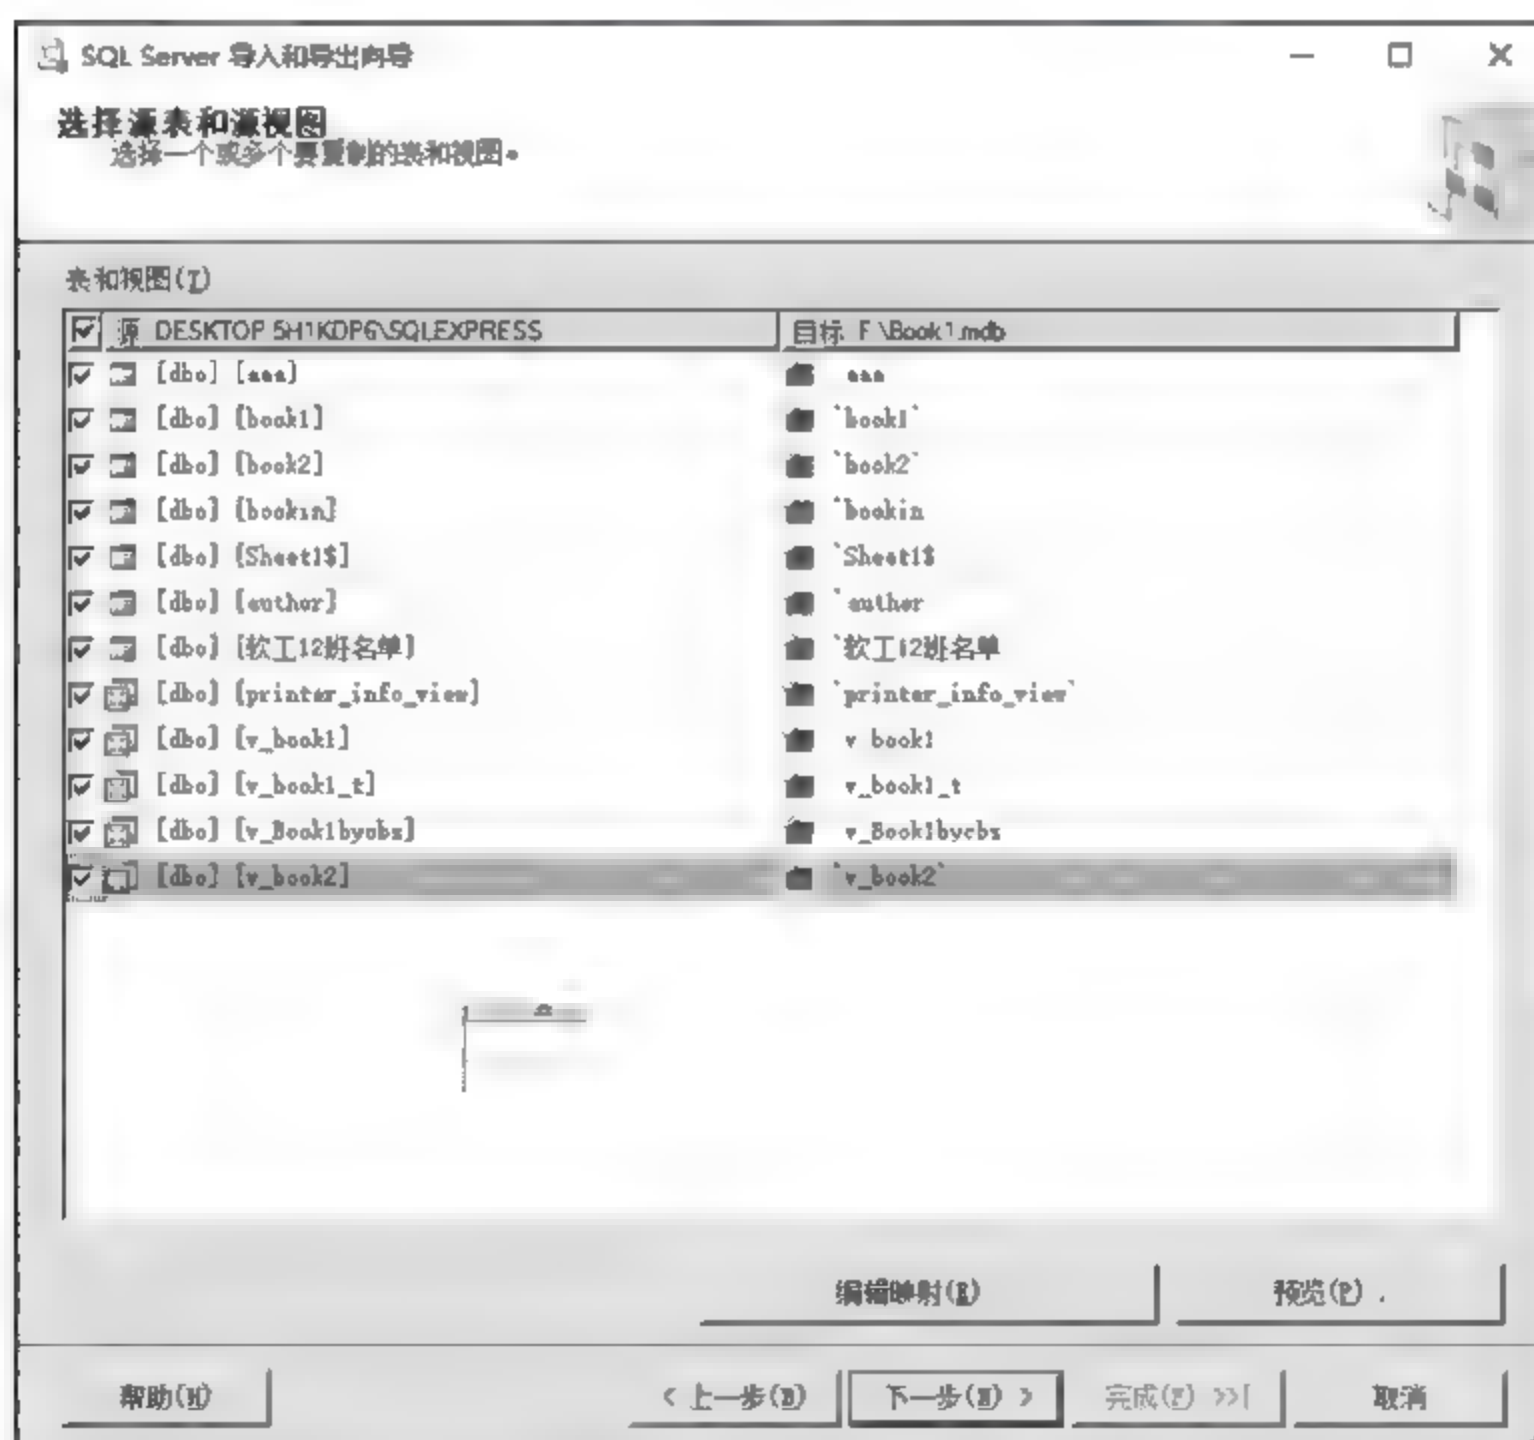 SQL Server 导入和导出向导
选择源表和源视图
选择一个或多个要复制的表和视图。
表和视图(T)
源 DESKTOP 5H1KDP6\SQLEXPRESS 目标 F \Book1.mdb
[dbo] [aaa] aaa
[dbo] [book1] `book1`
[dbo] [book2] `book2`
[dbo] [bookin] `bookin
[dbo] [Sheet1$] `Sheet1$
[dbo] [author] `author
[dbo] [软工12班名单] `软工12班名单
[dbo] [printer_info_view] `printer_info_view`
[dbo] [v_book1] v book1
[dbo] [v_book1_t] v_book1_t
[dbo] [v_Book1bycbs] v_Book1bycbs
[dbo] [v_book2] `v_book2`
编辑映射(E) 预览(P) .
帮助(H) < 上一步(B) 下一步(N) > 完成(F) >>| 取消